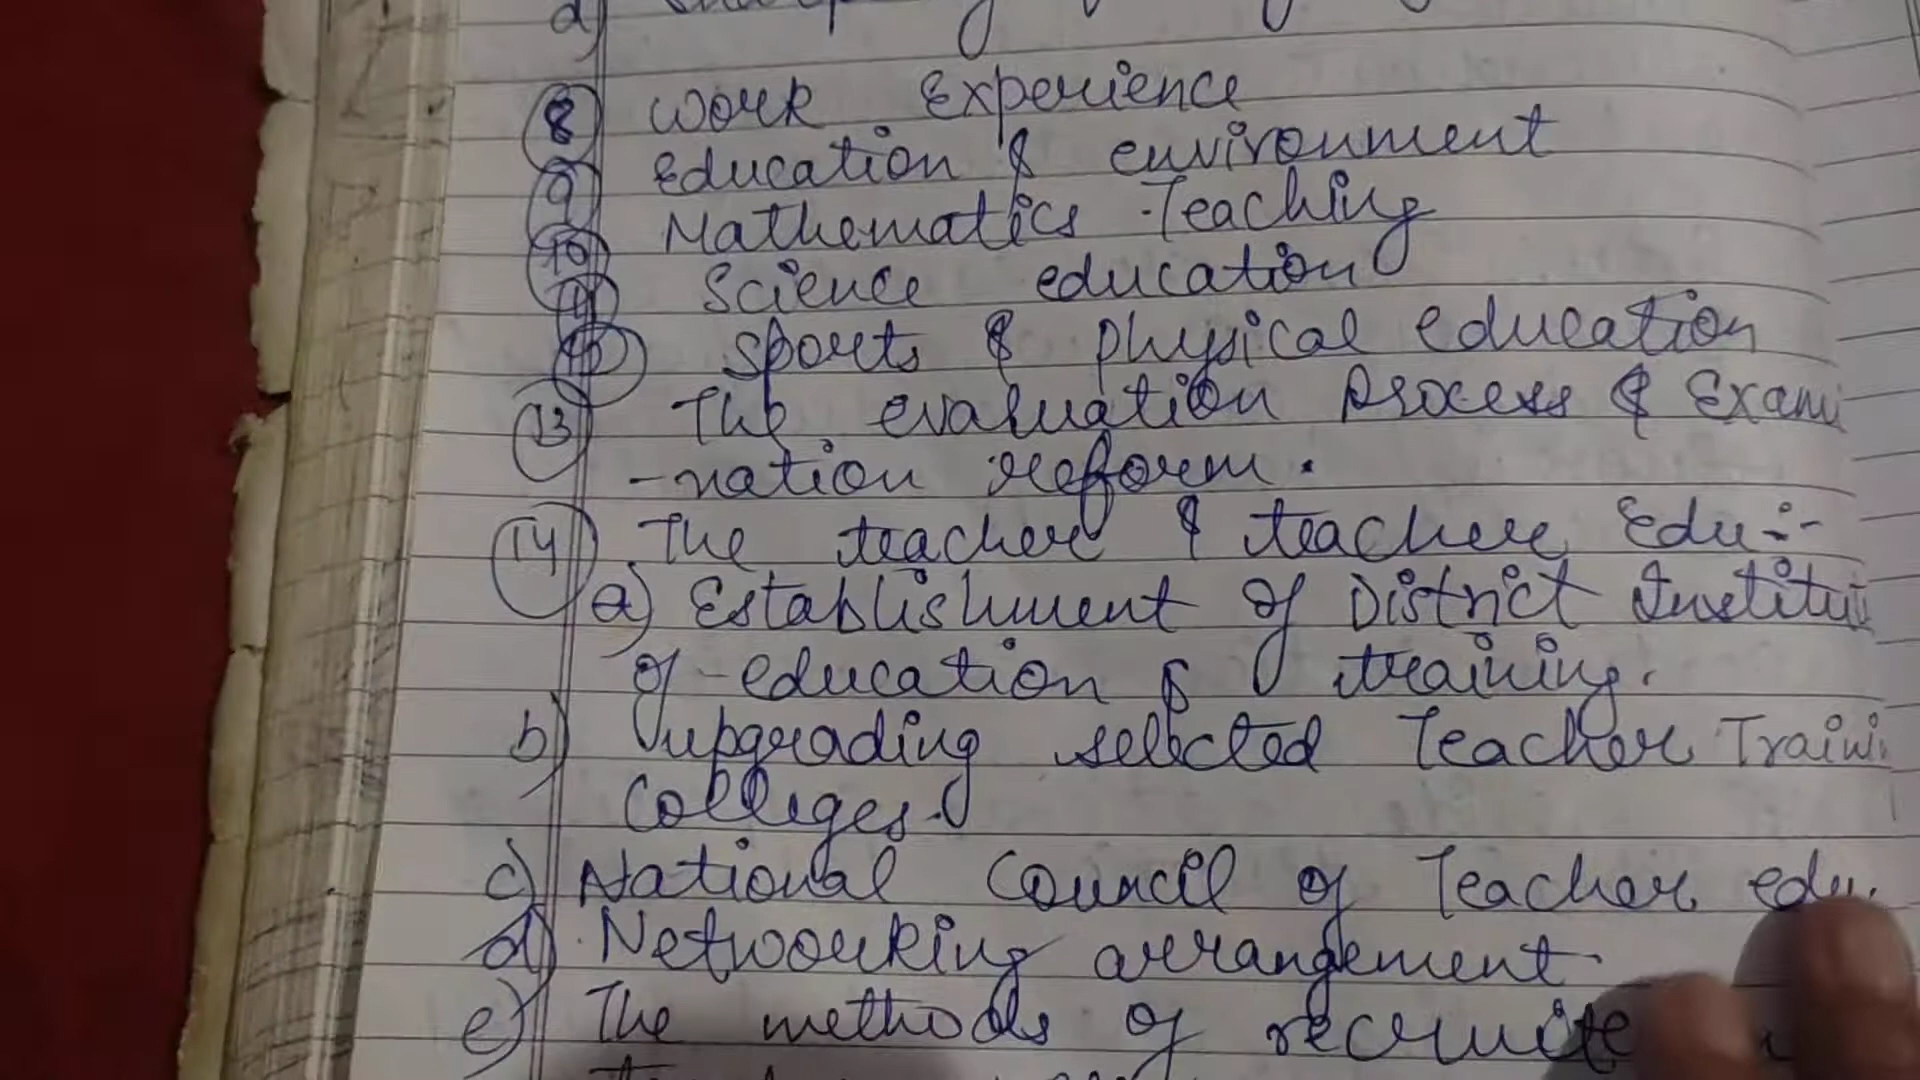 d)
8 Work Experience
9 Education & environment
10 Mathematics Teaching
11 Science education
12 Sports & physical education
13 The evaluation Process & Exami
-nation reform.
14 The teacher & teacher Edu:-
a) Establishment of District Institu
of education & training.
b) upgrading selected Teacher Traini
Colleges.
c) National Council of Teacher edu.
d) Networking arrangement.
e) The methods of